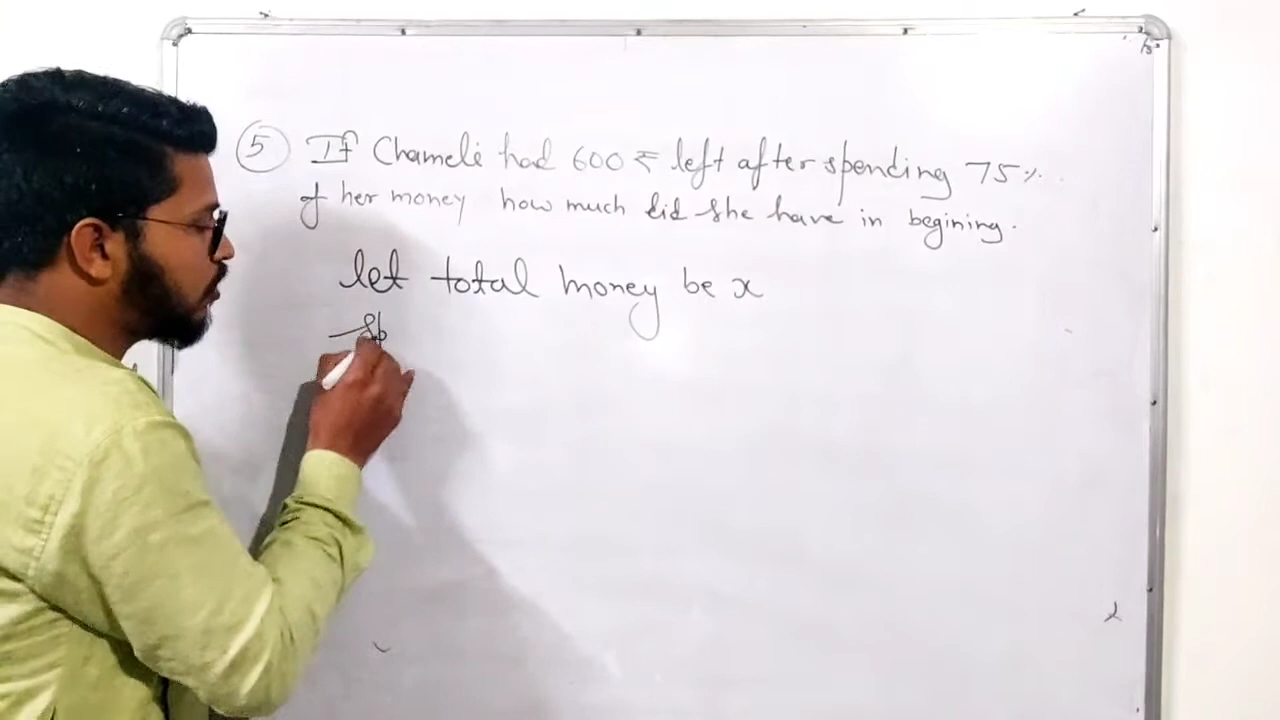 5 If Chameli had 600 ₹ left after spending 75%
of her money how much did she have in begining.
let total money be x
Sp